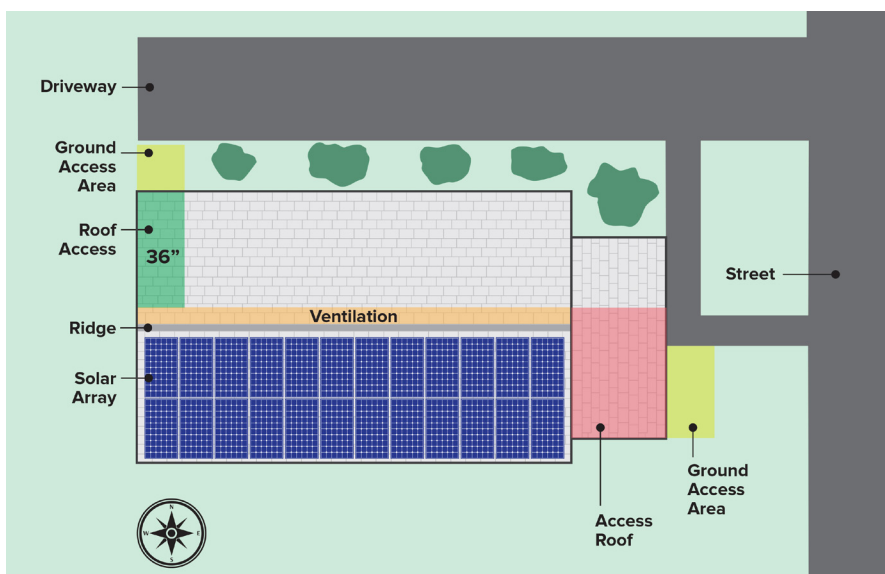 Driveway
Ground
Access
Area
Roof
Access
36”
Ventilation
Ridge
Solar
Array
Street
Ground
Access
Area
Access
Roof
N
W
E
S